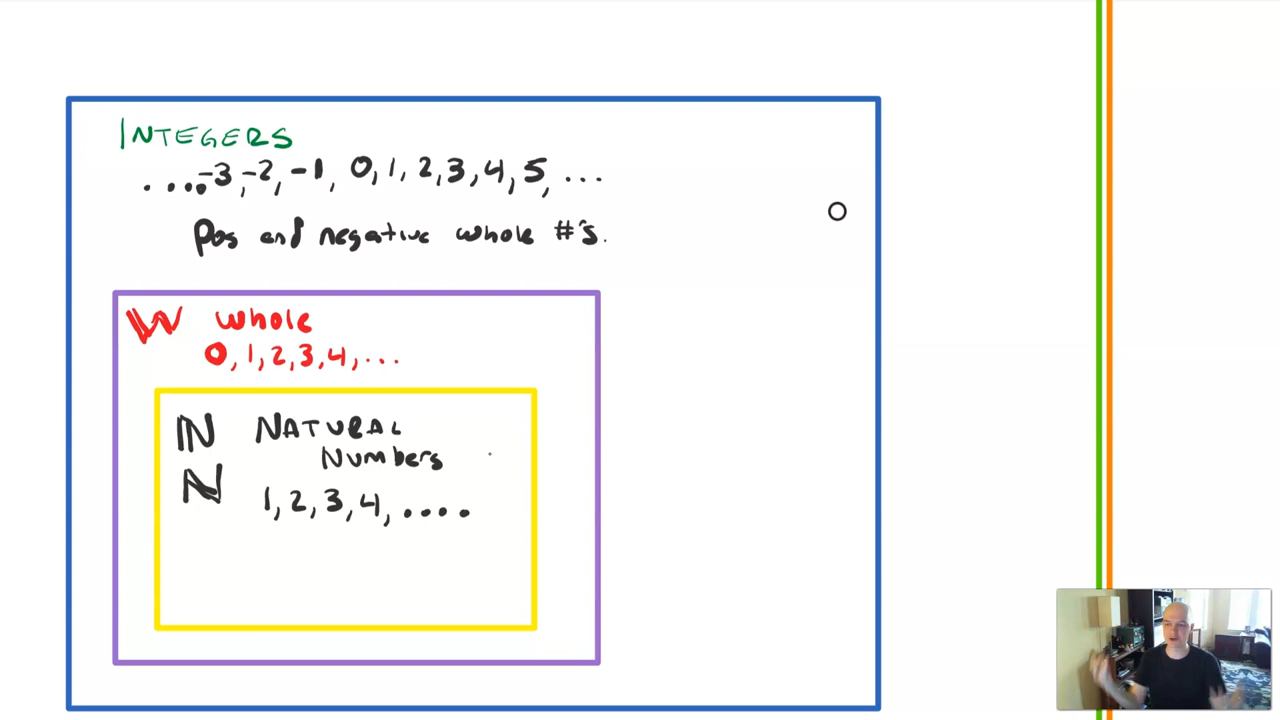 INTEGERS
....-3, -2, -1, 0, 1, 2, 3, 4, 5, ...
Pos and negative whole #'s.
W whole
0, 1, 2, 3, 4, ...
N NATURAL
Numbers
N 1, 2, 3, 4, ....